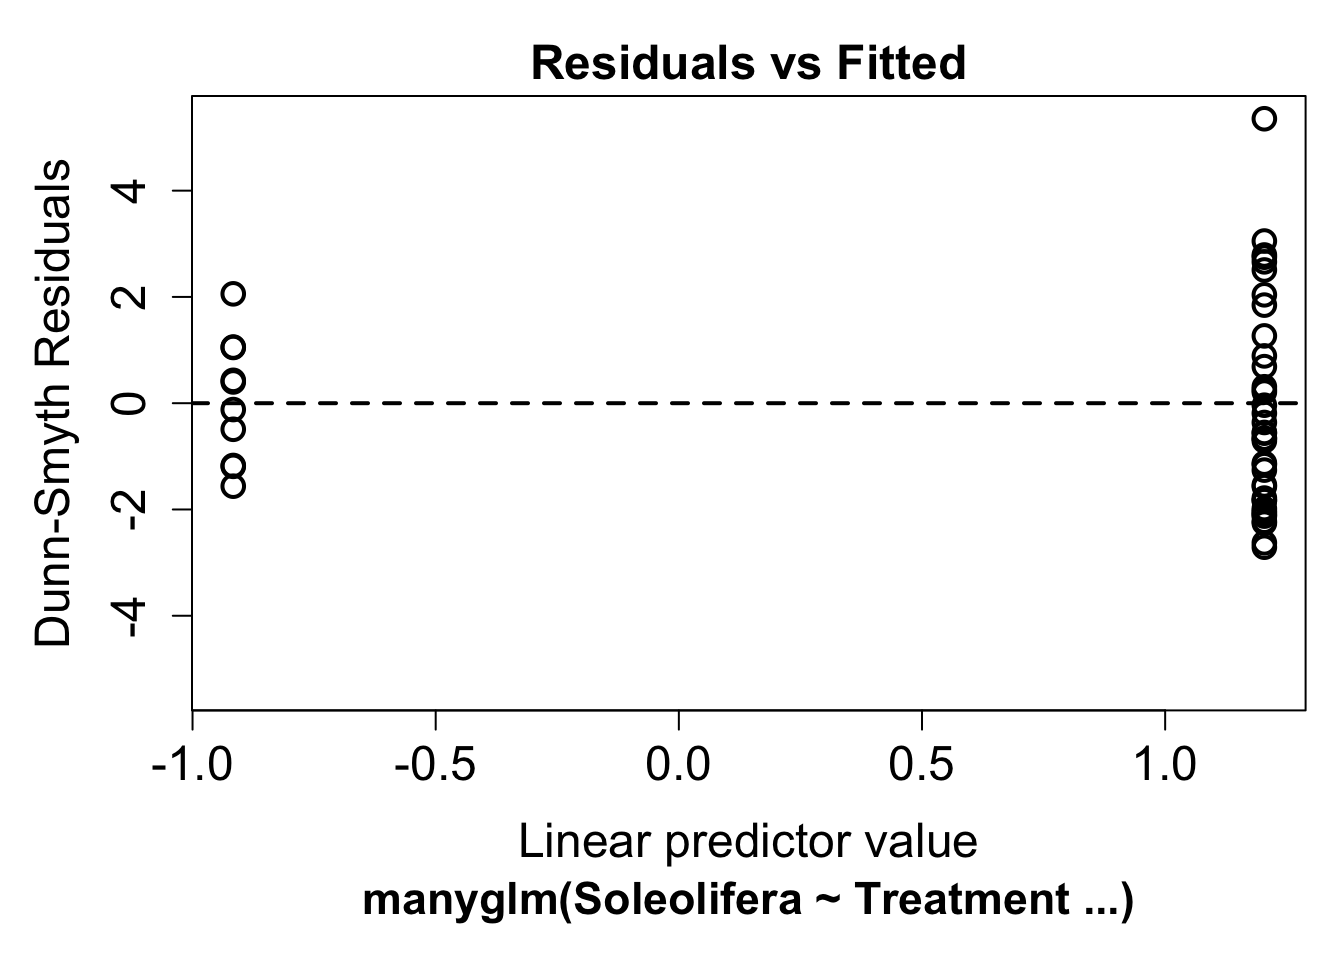 Residuals vs Fitted
Dunn-Smyth Residuals
4
2
0
-2
-4
-1.0 -0.5 0.0 0.5 1.0
Linear predictor value
manyglm(Soleolifera ~ Treatment ...)